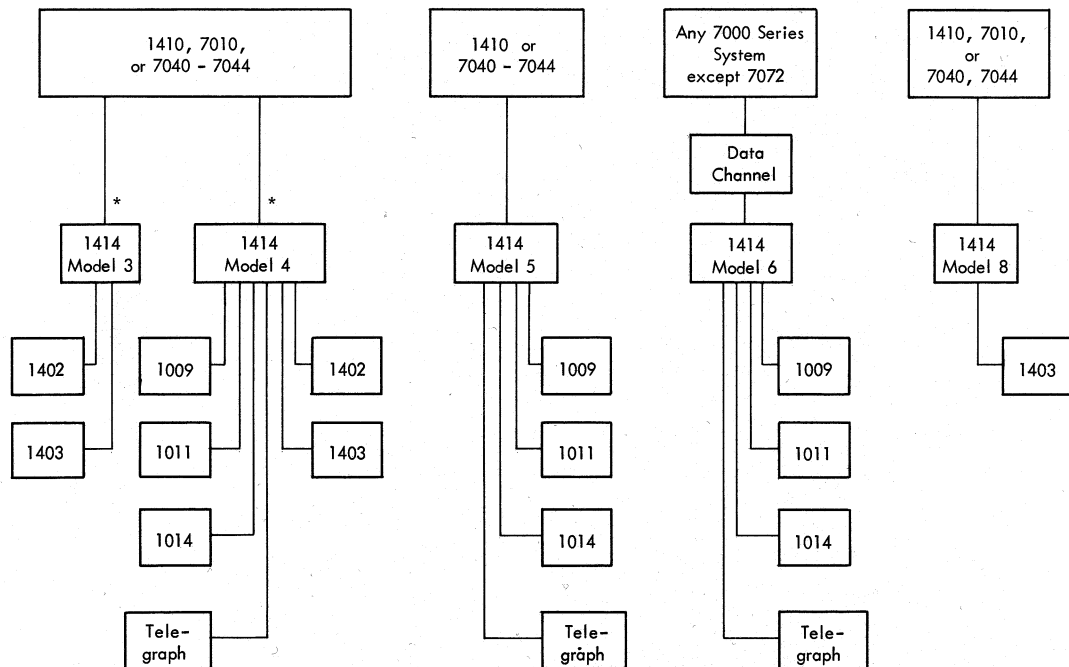 1410, 7010,
or 7040 - 7044
1410 or
7040 - 7044
Any 7000 Series
System
except 7072
1410, 7010,
or
7040, 7044
Data
Channel
*
*
1414
Model 3
1414
Model 4
1414
Model 5
1414
Model 6
1414
Model 8
1402
1009
1402
1009
1009
1403
1403
1011
1403
1011
1011
1014
1014
1014
Tele-
graph
Tele-
graph
Tele-
graph